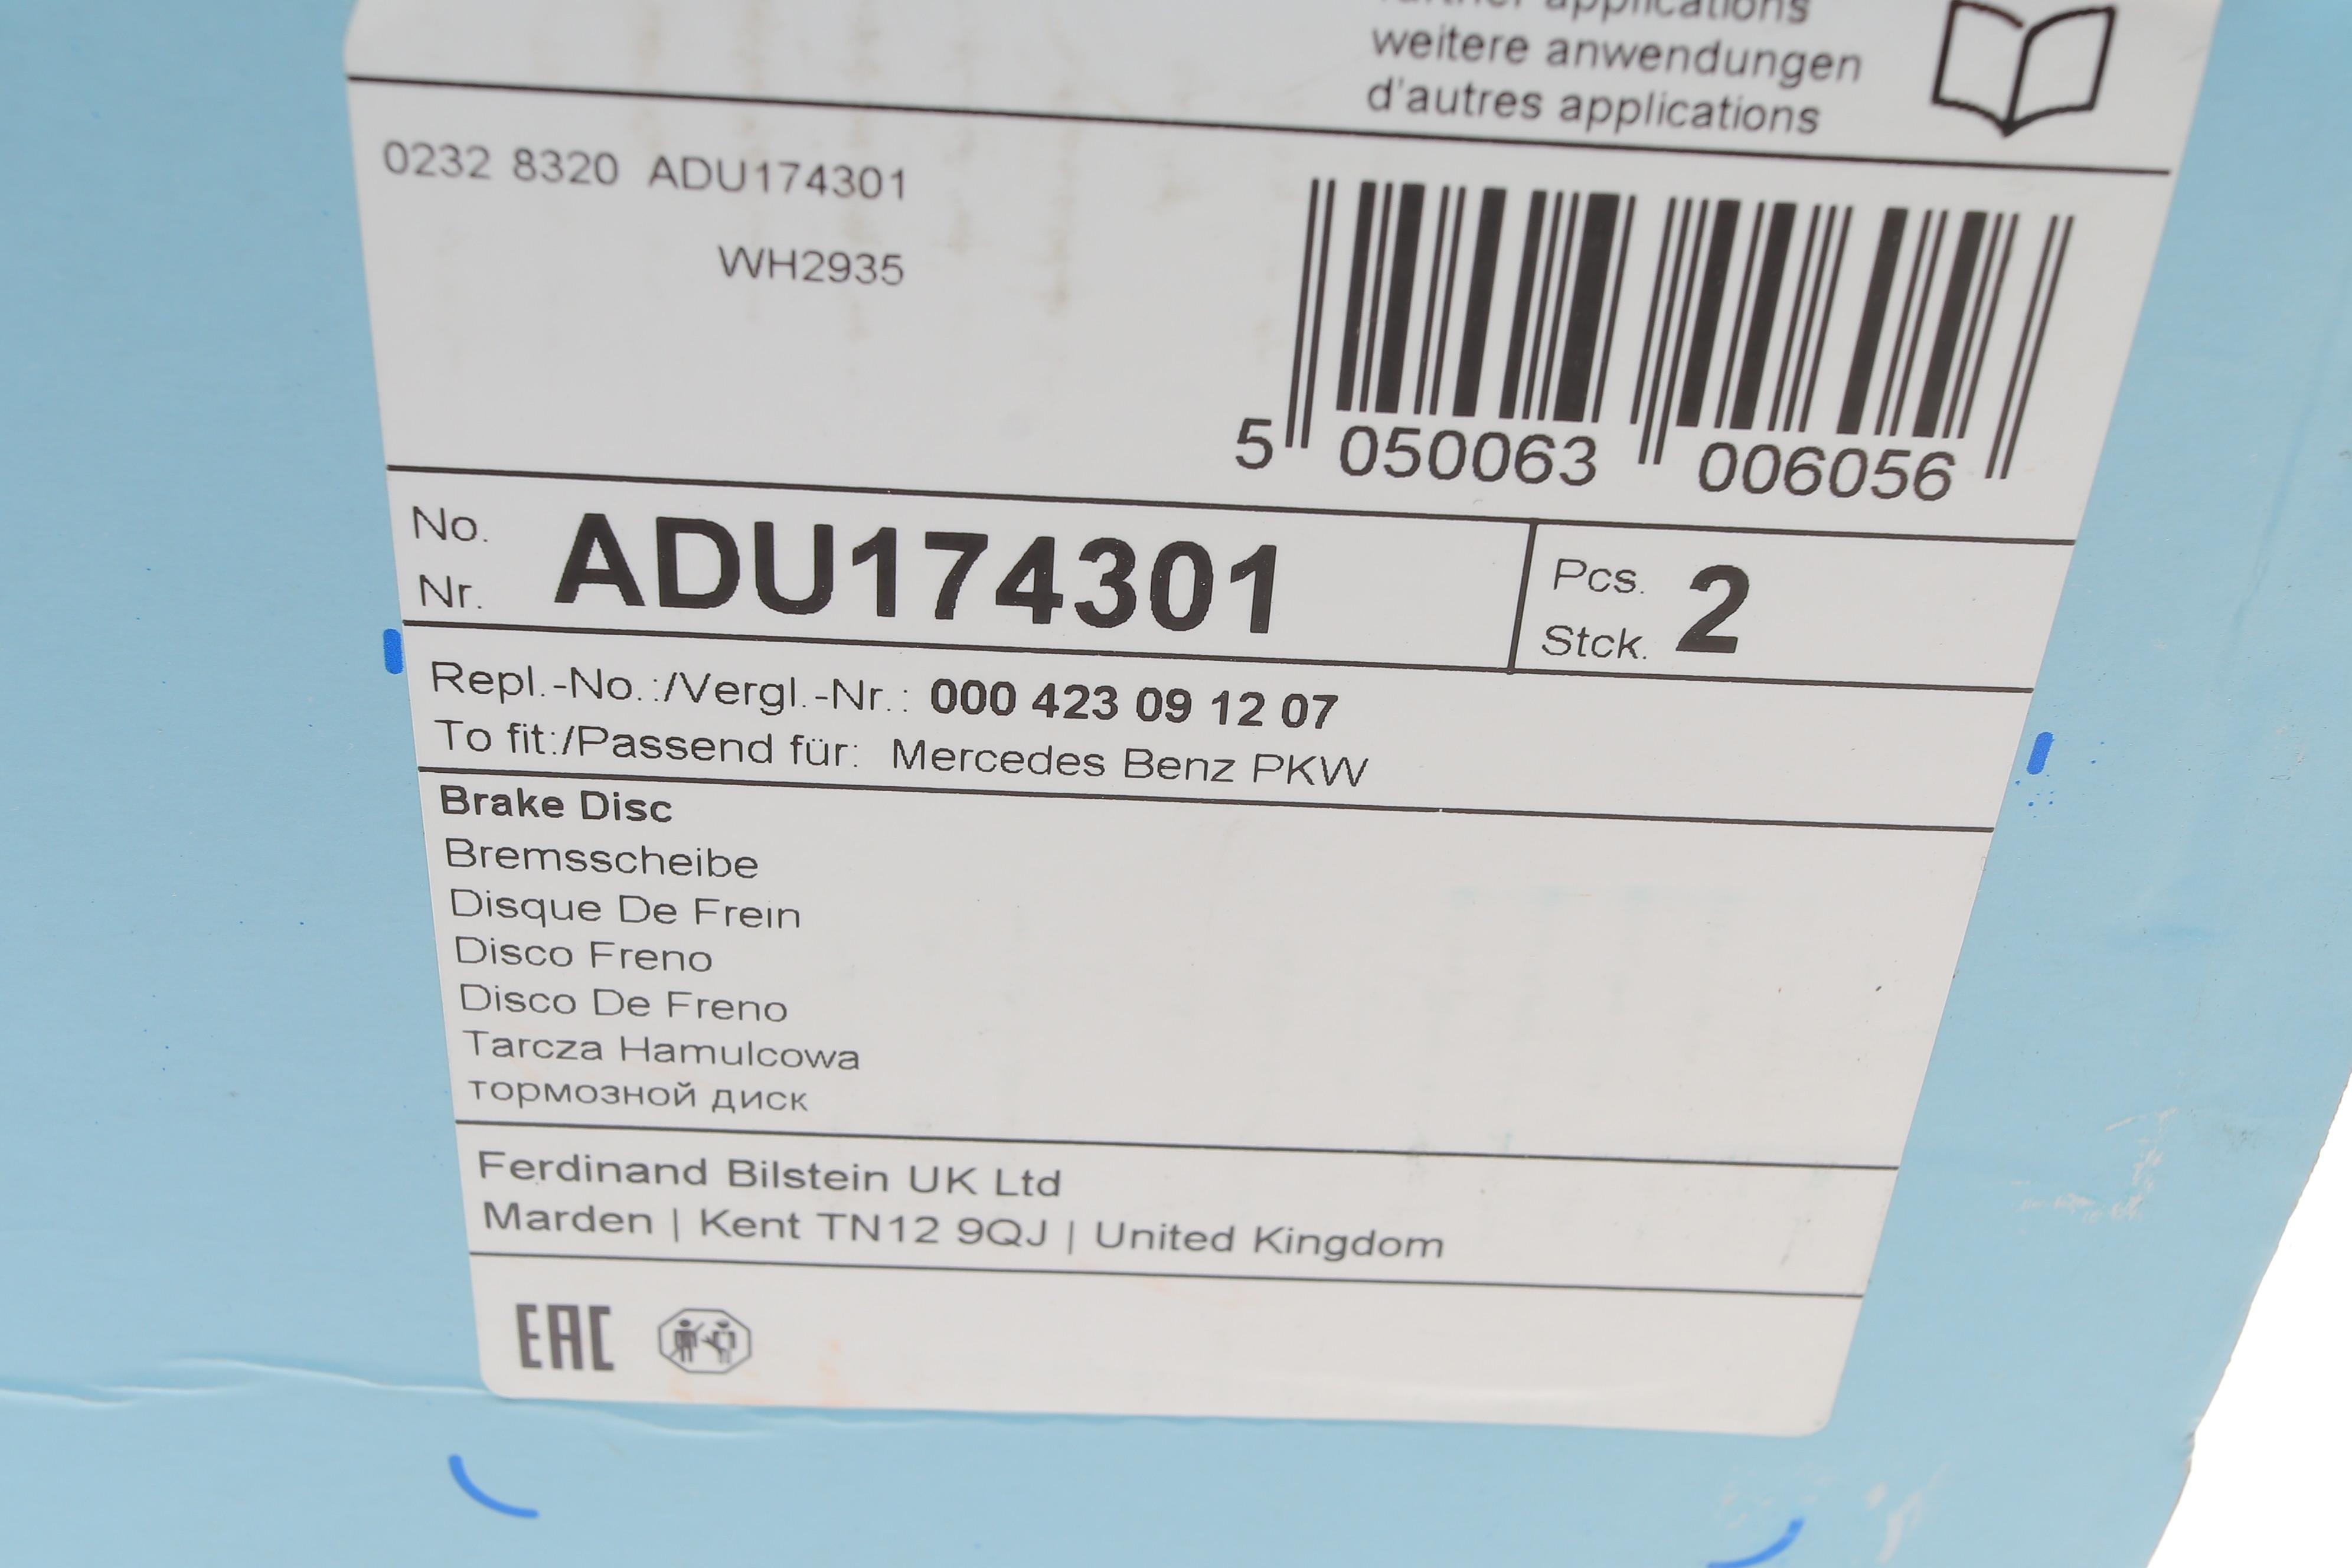 further applications
weitere anwendungen
d'autres applications
0232 8320 ADU174301
WH2935
5 050063 006056
No.
Nr.
ADU174301
Pcs.
Stck.
2
Repl.-No.:/Vergl.-Nr.: 000 423 09 12 07
To fit:/Passend für: Mercedes Benz PKW
Brake Disc
Bremsscheibe
Disque De Frein
Disco Freno
Disco De Freno
Tarcza Hamulcowa
тормозной диск
Ferdinand Bilstein UK Ltd
Marden | Kent TN12 9QJ | United Kingdom
EAC